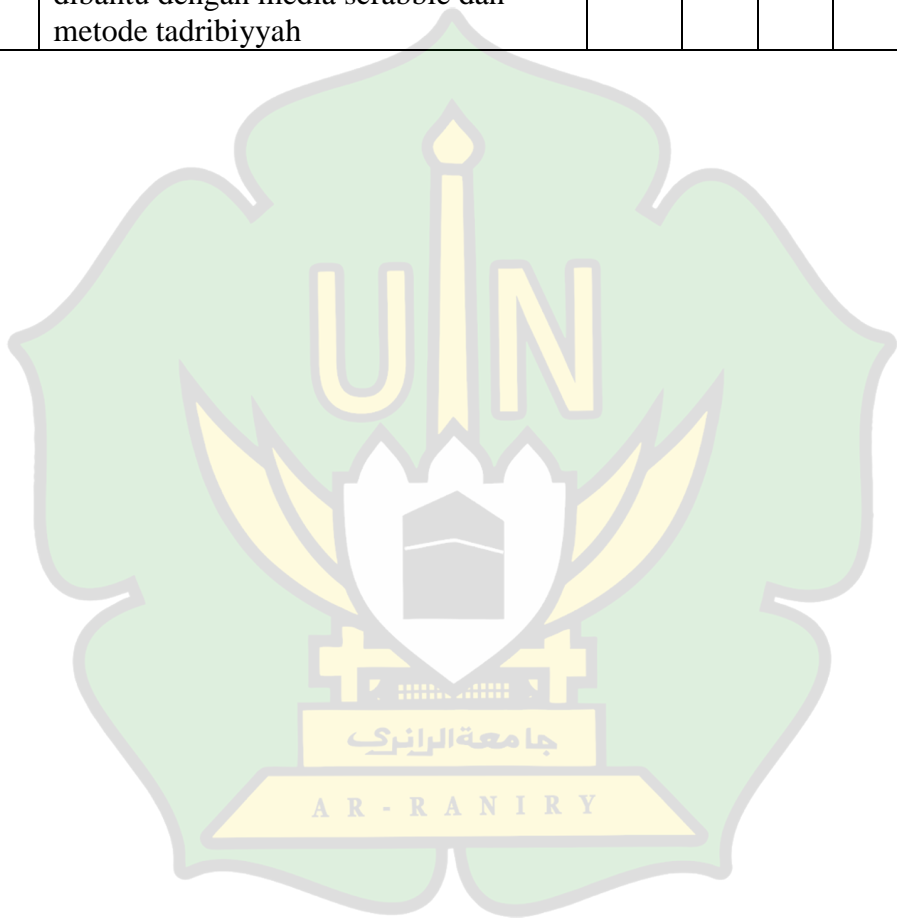 dibantu dengan media scrabble dan
metode tadribiyyah
UIN
جامعة الرانري
AR-RANIRY